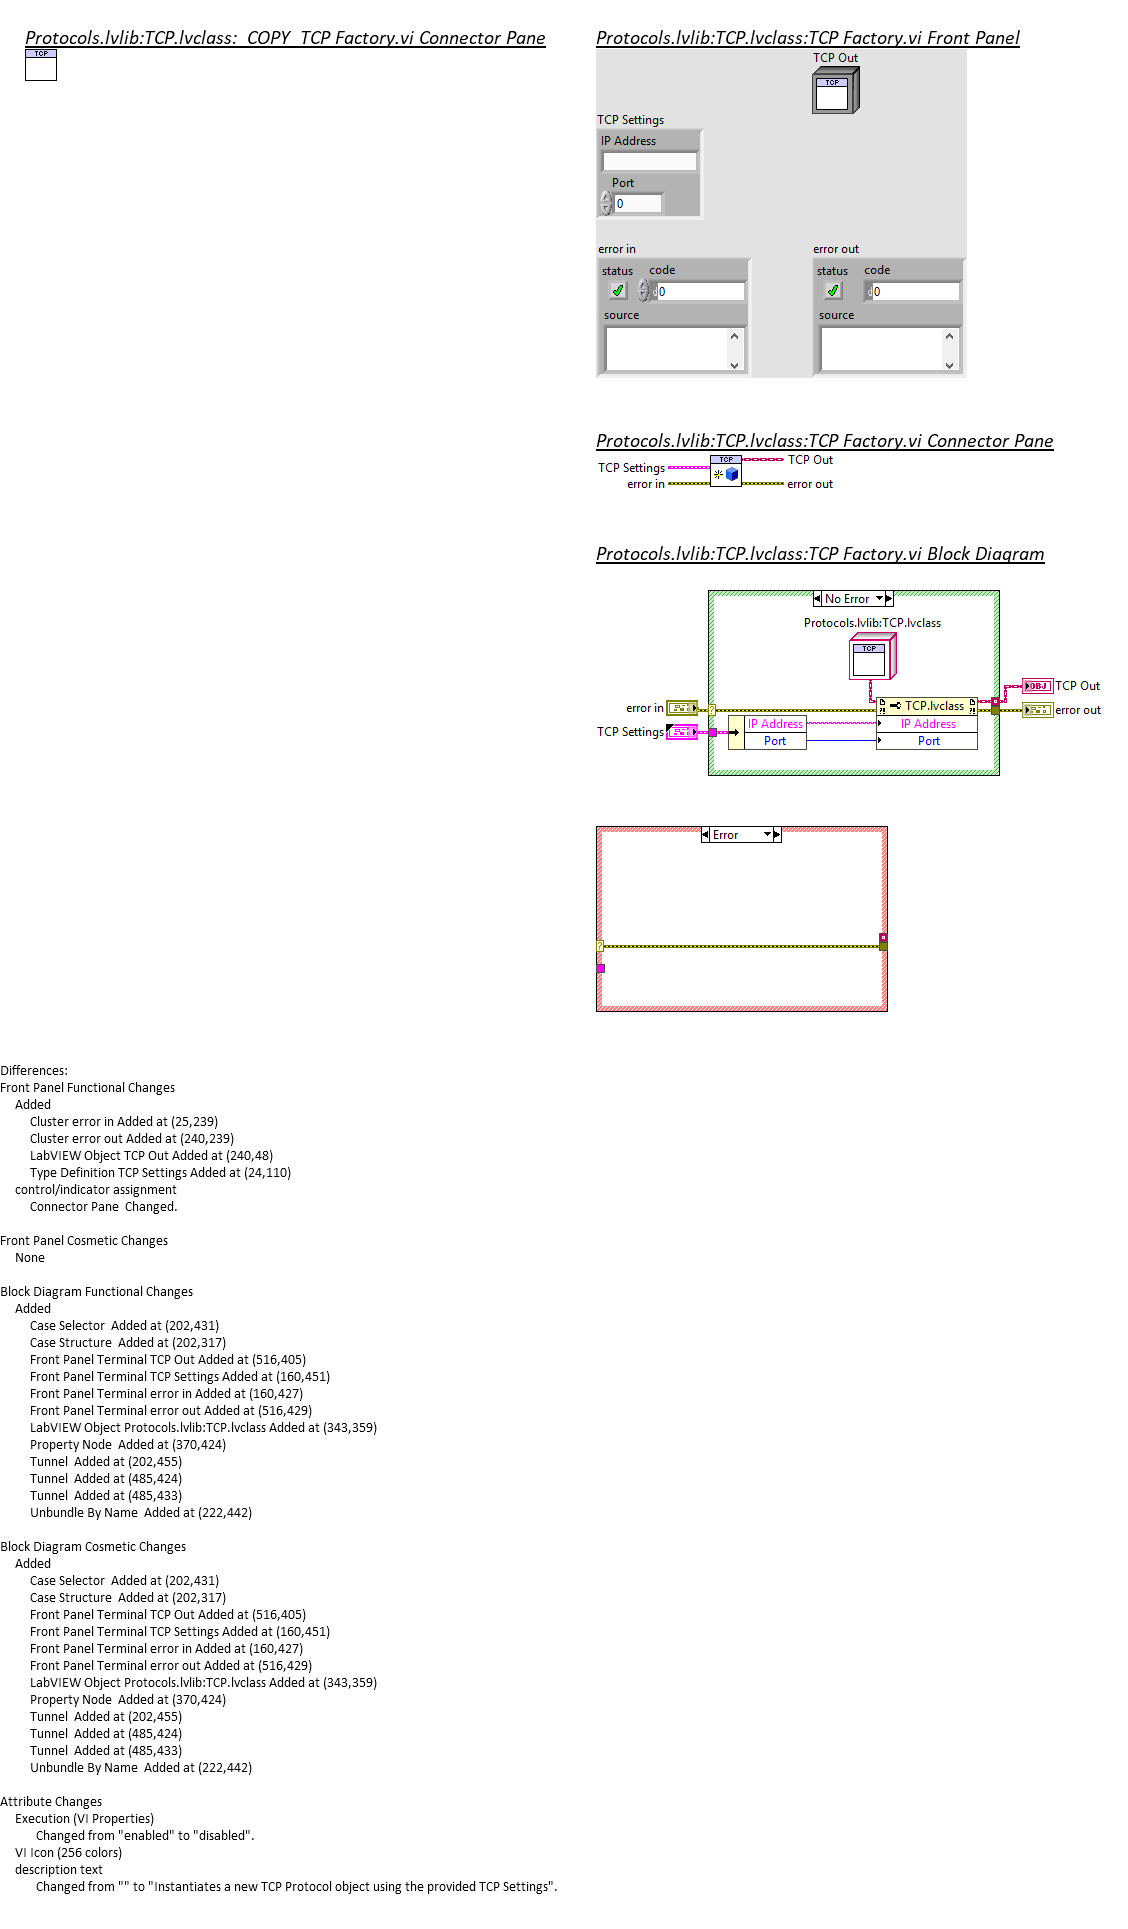 Protocols.lvlib:TCP.lvclass:_COPY_TCP Factory.vi Connector Pane
TCP
Protocols.lvlib:TCP.lvclass:TCP Factory.vi Front Panel
TCP Out
TCP
TCP Settings
IP Address
Port
0
error in
status code
0
source
error out
status code
0
source
Protocols.lvlib:TCP.lvclass:TCP Factory.vi Connector Pane
TCP
TCP Settings
TCP Out
error in
error out
Protocols.lvlib:TCP.lvclass:TCP Factory.vi Block Diagram
No Error
Protocols.lvlib:TCP.lvclass
TCP
OBJ TCP Out
error in
?
TCP.lvclass
error out
TCP Settings
IP Address
IP Address
Port
Port
Error
?
Differences:
Front Panel Functional Changes
Added
Cluster error in Added at (25,239)
Cluster error out Added at (240,239)
LabVIEW Object TCP Out Added at (240,48)
Type Definition TCP Settings Added at (24,110)
control/indicator assignment
Connector Pane  Changed.
Front Panel Cosmetic Changes
None
Block Diagram Functional Changes
Added
Case Selector  Added at (202,431)
Case Structure  Added at (202,317)
Front Panel Terminal TCP Out Added at (516,405)
Front Panel Terminal TCP Settings Added at (160,451)
Front Panel Terminal error in Added at (160,427)
Front Panel Terminal error out Added at (516,429)
LabVIEW Object Protocols.lvlib:TCP.lvclass Added at (343,359)
Property Node  Added at (370,424)
Tunnel  Added at (202,455)
Tunnel  Added at (485,424)
Tunnel  Added at (485,433)
Unbundle By Name  Added at (222,442)
Block Diagram Cosmetic Changes
Added
Case Selector  Added at (202,431)
Case Structure  Added at (202,317)
Front Panel Terminal TCP Out Added at (516,405)
Front Panel Terminal TCP Settings Added at (160,451)
Front Panel Terminal error in Added at (160,427)
Front Panel Terminal error out Added at (516,429)
LabVIEW Object Protocols.lvlib:TCP.lvclass Added at (343,359)
Property Node  Added at (370,424)
Tunnel  Added at (202,455)
Tunnel  Added at (485,424)
Tunnel  Added at (485,433)
Unbundle By Name  Added at (222,442)
Attribute Changes
Execution (VI Properties)
Changed from "enabled" to "disabled".
VI Icon (256 colors)
description text
Changed from "" to "Instantiates a new TCP Protocol object using the provided TCP Settings".